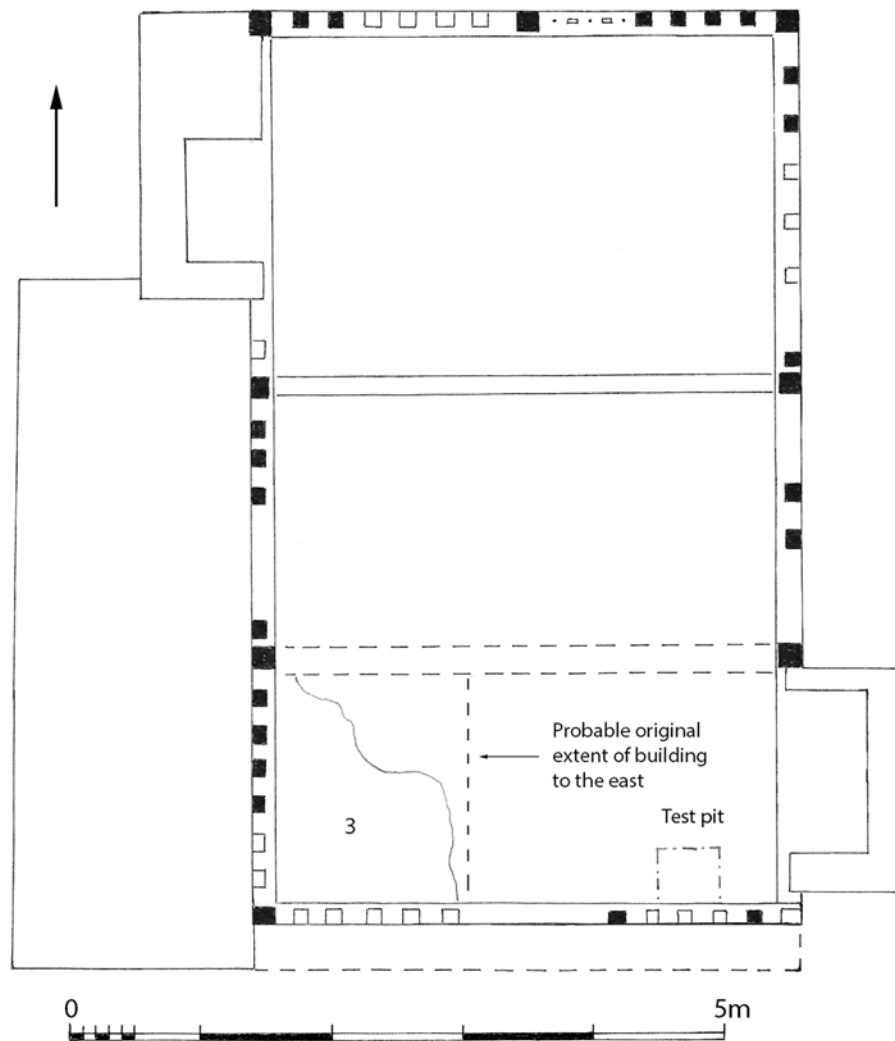 Probable original
extent of building
to the east
Test pit
3
0
5m